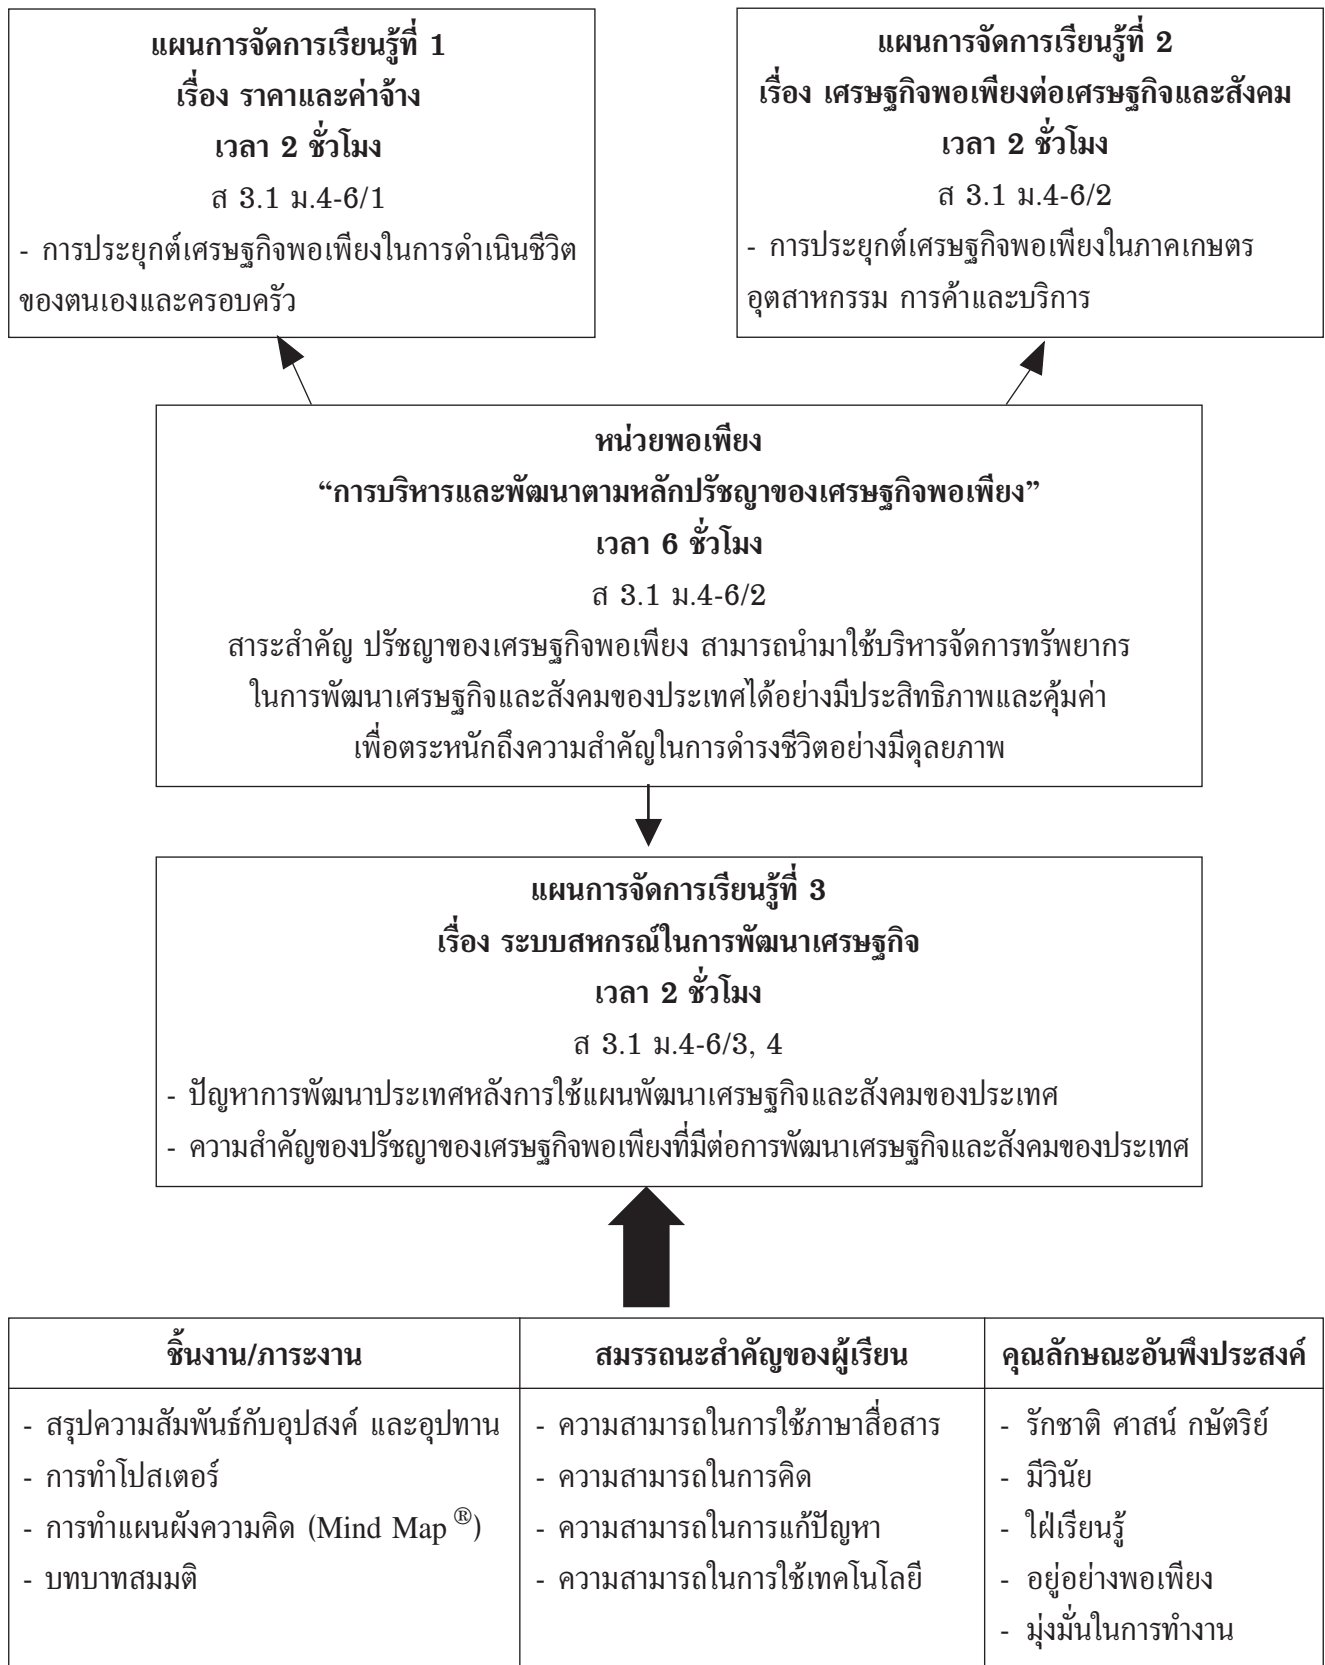 แผนการจัดการเรียนรู้ที่ 1
เรื่อง ราคาและค่าจ้าง
เวลา 2 ชั่วโมง
ส 3.1 ม.4-6/1
- การประยุกต์เศรษฐกิจพอเพียงในการดำเนินชีวิต
ของตนเองและครอบครัว
แผนการจัดการเรียนรู้ที่ 2
เรื่อง เศรษฐกิจพอเพียงต่อเศรษฐกิจและสังคม
เวลา 2 ชั่วโมง
ส 3.1 ม.4-6/2
- การประยุกต์เศรษฐกิจพอเพียงในภาคเกษตร
อุตสาหกรรม การค้าและบริการ
หน่วยพอเพียง
“การบริหารและพัฒนาตามหลักปรัชญาของเศรษฐกิจพอเพียง”
เวลา 6 ชั่วโมง
ส 3.1 ม.4-6/2
สาระสำคัญ ปรัชญาของเศรษฐกิจพอเพียง สามารถนำมาใช้บริหารจัดการทรัพยากร
ในการพัฒนาเศรษฐกิจและสังคมของประเทศได้อย่างมีประสิทธิภาพและคุ้มค่า
เพื่อตระหนักถึงความสำคัญในการดำรงชีวิตอย่างมีดุลยภาพ
แผนการจัดการเรียนรู้ที่ 3
เรื่อง ระบบสหกรณ์ในการพัฒนาเศรษฐกิจ
เวลา 2 ชั่วโมง
ส 3.1 ม.4-6/3, 4
- ปัญหาการพัฒนาประเทศหลังการใช้แผนพัฒนาเศรษฐกิจและสังคมของประเทศ
- ความสำคัญของปรัชญาของเศรษฐกิจพอเพียงที่มีต่อการพัฒนาเศรษฐกิจและสังคมของประเทศ
ชิ้นงาน/ภาระงาน
- สรุปความสัมพันธ์กับอุปสงค์ และอุปทาน
- การทำโปสเตอร์
- การทำแผนผังความคิด (Mind Map ®)
- บทบาทสมมติ
สมรรถนะสำคัญของผู้เรียน
- ความสามารถในการใช้ภาษาสื่อสาร
- ความสามารถในการคิด
- ความสามารถในการแก้ปัญหา
- ความสามารถในการใช้เทคโนโลยี
คุณลักษณะอันพึงประสงค์
- รักชาติ ศาสน์ กษัตริย์
- มีวินัย
- ใฝ่เรียนรู้
- อยู่อย่างพอเพียง
- มุ่งมั่นในการทำงาน